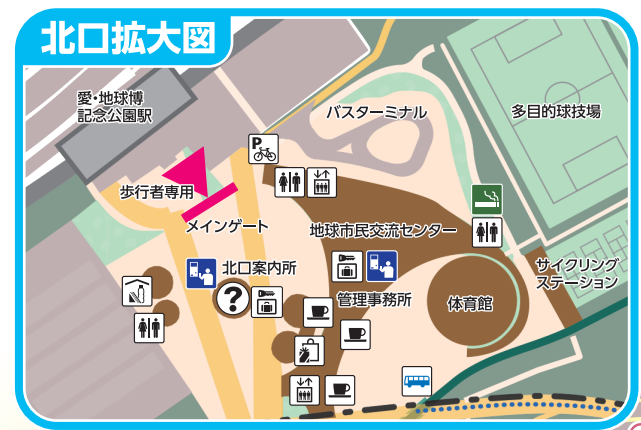 北口拡大図
愛・地球博
記念公園駅
バスターミナル
多目的球技場
P
歩行者専用
メインゲート
地球市民交流センター
北口案内所
?
管理事務所
サイクリング
ステーション
体育館